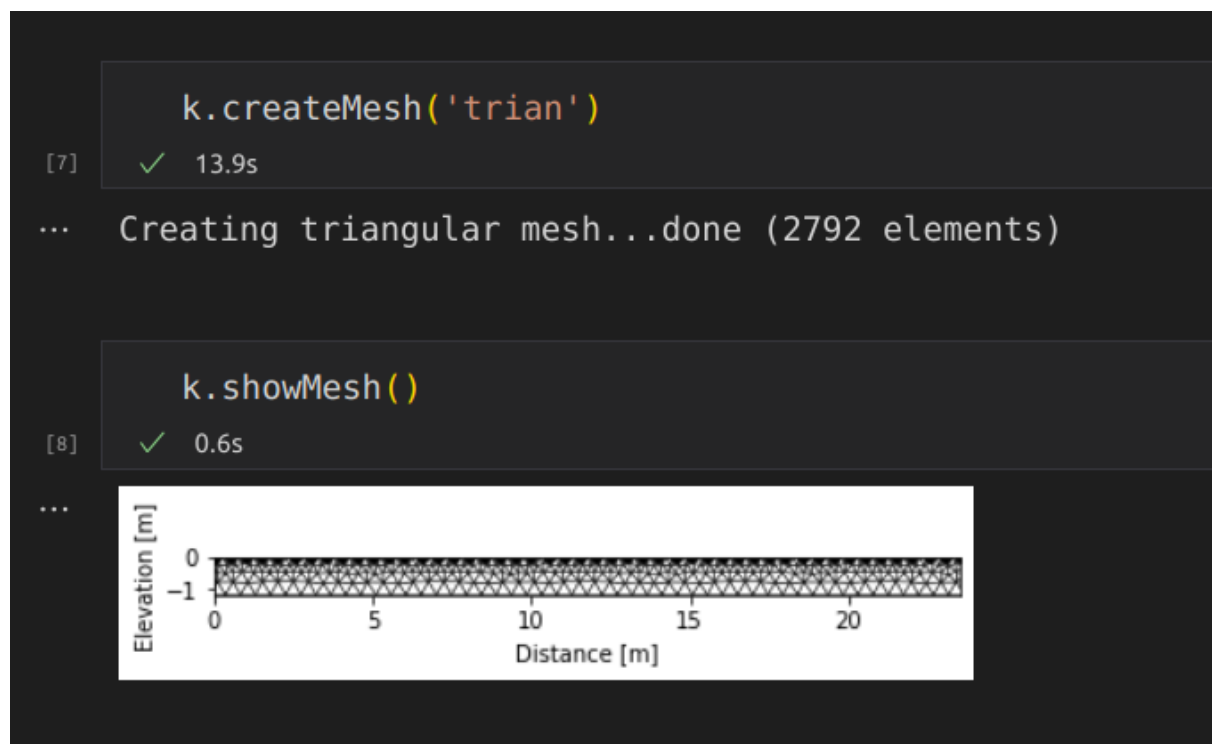 k.createMesh('trian')
[7]
13.9s
...
Creating triangular mesh...done (2792 elements)
k.showMesh()
[8]
0.6s
...
Elevation [m]
0
−1
0 5 10 15 20
Distance [m]